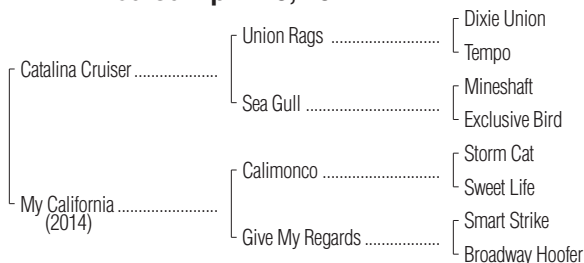 Dixie Union
Union Rags
Tempo
Catalina Cruiser
Mineshaft
Sea Gull
Exclusive Bird
Storm Cat
Calimonco
Sweet Life
My California
(2014)
Smart Strike
Give My Regards
Broadway Hoofer